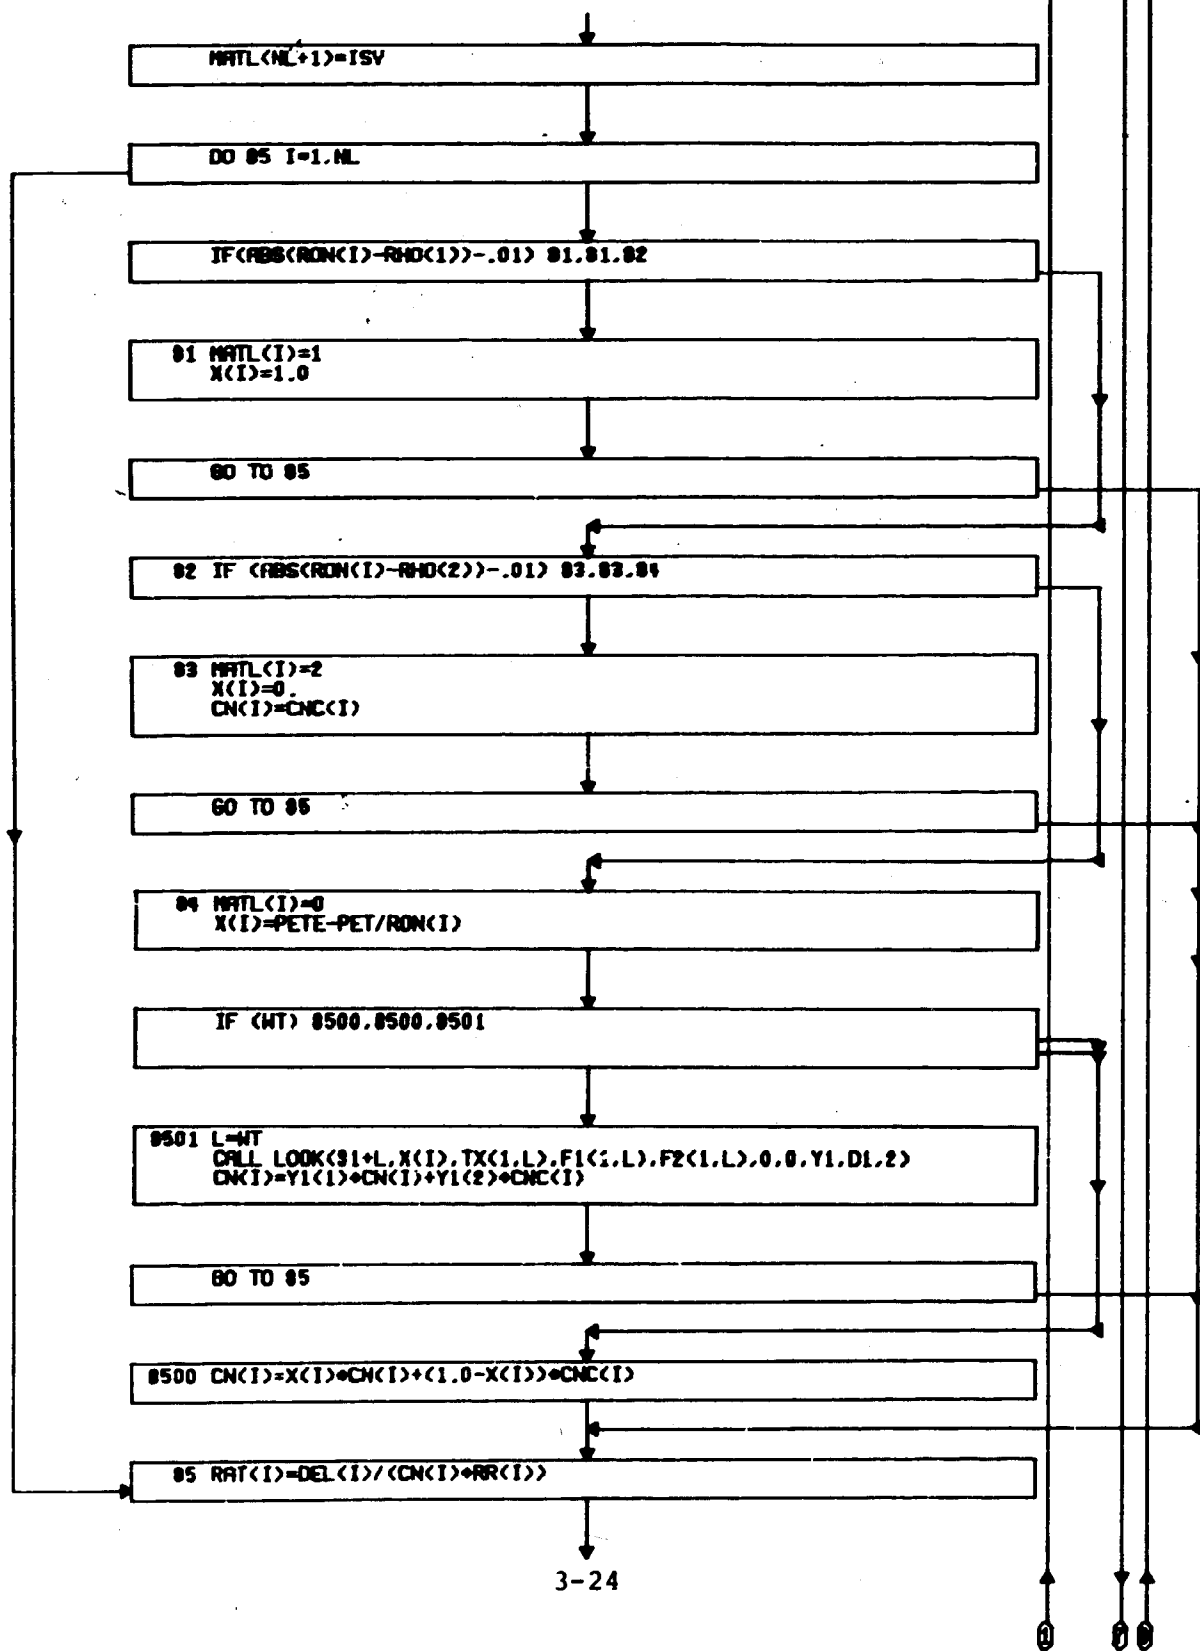 MATL(NL+1)=ISV
DO 85 I=1,NL
IF(ABS(RON(I)-RHO(1))-.01) 81,81,82
81 MATL(I)=1
X(I)=1.0
GO TO 85
82 IF (ABS(RON(I)-RHO(2))-.01) 83,83,84
83 MATL(I)=2
X(I)=0.
CN(I)=CNC(I)
GO TO 85
84 MATL(I)=0
X(I)=PETE-PET/RON(I)
IF (WT) 8500,8500,8501
8501 L=WT
CALL LOOK(31+L,X(I),TX(1,L),F1(1,L),F2(1,L),0,0,Y1,D1,2)
CN(I)=Y1(1)*CN(I)+Y1(2)*CNC(I)
GO TO 85
8500 CN(I)=X(I)*CN(I)+(1.0-X(I))*CNC(I)
85 RAT(I)=DEL(I)/(CN(I)*RR(I))
3-24
1